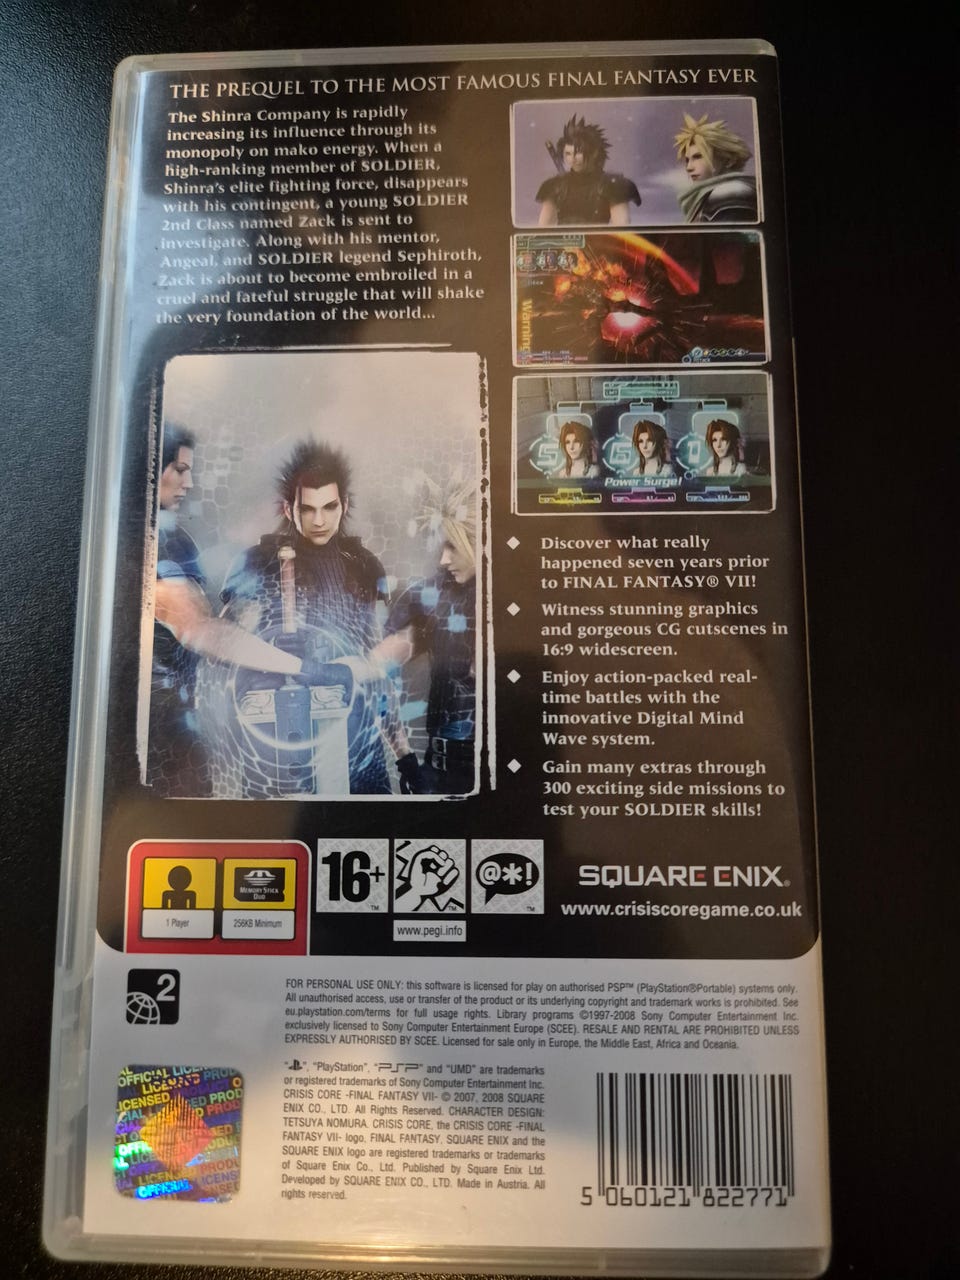 THE PREQUEL TO THE MOST FAMOUS FINAL FANTASY EVER
The Shinra Company is rapidly
increasing its influence through its
monopoly on mako energy. When a
high-ranking member of SOLDIER,
Shinra's elite fighting force, disappears
with his contingent, a young SOLDIER
2nd Class named Zack is sent to
investigate. Along with his mentor,
Angeal, and SOLDIER legend Sephiroth,
Zack is about to become embroiled in a
cruel and fateful struggle that will shake
the very foundation of the world...
Warning
ATTACK
5 6 1
Power Surge!
◆ Discover what really
happened seven years prior
to FINAL FANTASY® VII!
◆ Witness stunning graphics
and gorgeous CG cutscenes in
16:9 widescreen.
◆ Enjoy action-packed real-
time battles with the
innovative Digital Mind
Wave system.
◆ Gain many extras through
300 exciting side missions to
test your SOLDIER skills!
1 Player
MEMORY STICK
DUO
256KB Minimum
16+
TM
@*!
TM
www.pegi.info
SQUARE ENIX®
www.crisiscoregame.co.uk
2
FOR PERSONAL USE ONLY: this software is licensed for play on authorised PSP™ (PlayStation®Portable) systems only.
All unauthorised access, use or transfer of the product or its underlying copyright and trademark works is prohibited. See
eu.playstation.com/terms for full usage rights. Library programs ©1997-2008 Sony Computer Entertainment Inc.
exclusively licensed to Sony Computer Entertainment Europe (SCEE). RESALE AND RENTAL ARE PROHIBITED UNLESS
EXPRESSLY AUTHORISED BY SCEE. Licensed for sale only in Europe, the Middle East, Africa and Oceania.
"PlayStation", "PSP" and "UMD" are trademarks
or registered trademarks of Sony Computer Entertainment Inc.
CRISIS CORE -FINAL FANTASY VII- © 2007, 2008 SQUARE
ENIX CO., LTD. All Rights Reserved. CHARACTER DESIGN:
TETSUYA NOMURA. CRISIS CORE, the CRISIS CORE -FINAL
FANTASY VII- logo, FINAL FANTASY, SQUARE ENIX and the
SQUARE ENIX logo are registered trademarks or trademarks
of Square Enix Co., Ltd. Published by Square Enix Ltd.
Developed by SQUARE ENIX CO., LTD. Made in Austria. All
rights reserved.
OFFICIAL LICENSED PRODUCT
OFFICIAL
5 060121 822771